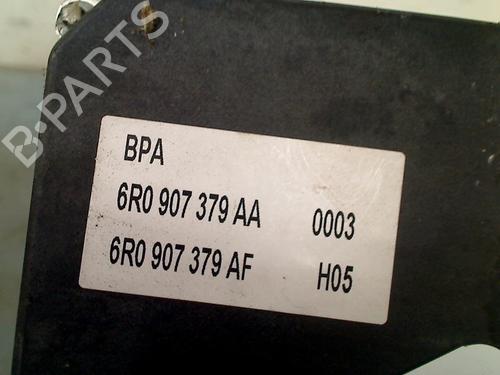 B-PARTS
BPA
6R0 907 379 AA 0003
6R0 907 379 AF H05